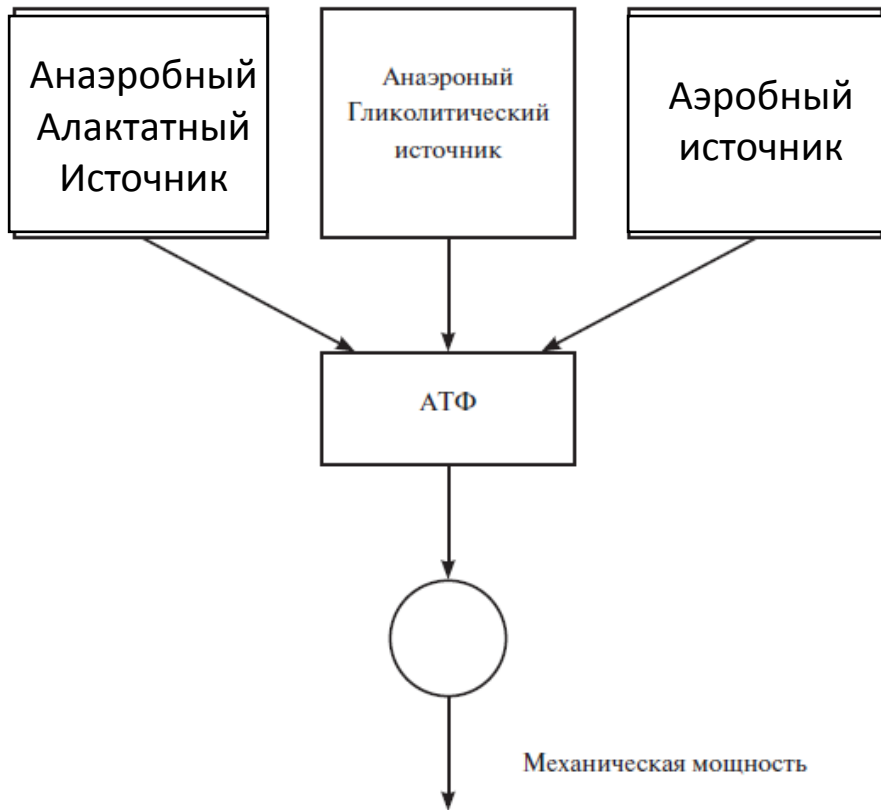 Анаэробный
Алактатный
Источник
Анаэроный
Гликолитический
источник
Аэробный
источник
АТФ
Механическая мощность